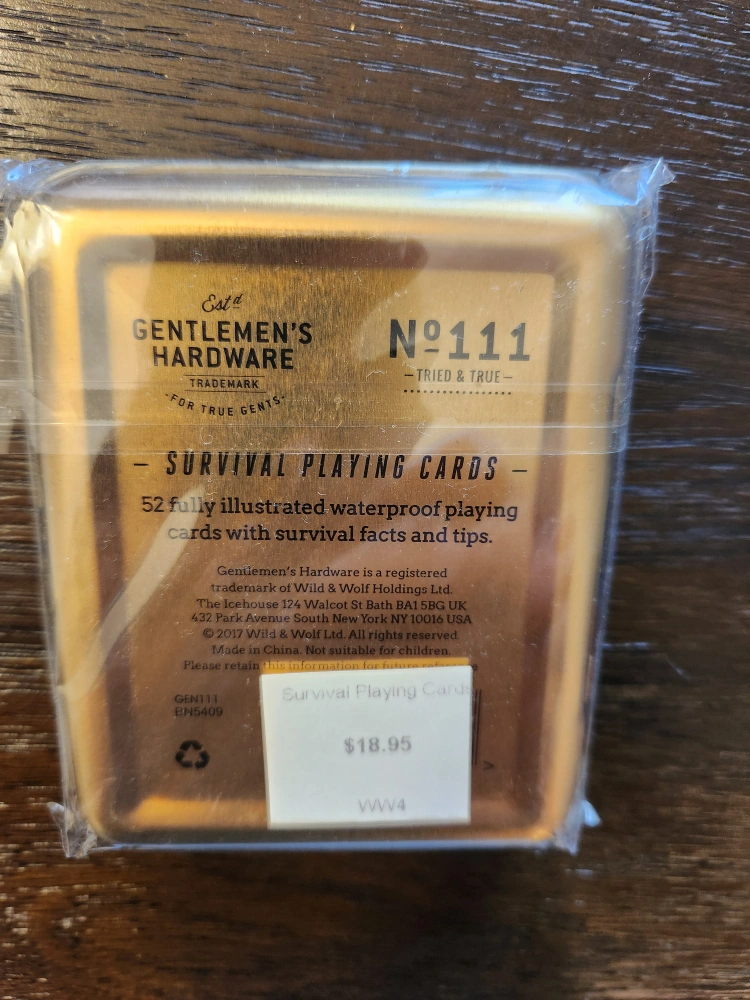 Estd
GENTLEMEN'S
HARDWARE
TRADEMARK
·FOR TRUE GENTS·
Nº111
–TRIED & TRUE–
– SURVIVAL PLAYING CARDS –
52 fully illustrated waterproof playing
cards with survival facts and tips.
Gentlemen's Hardware is a registered
trademark of Wild & Wolf Holdings Ltd.
The Icehouse 124 Walcot St Bath BA1 5BG UK
432 Park Avenue South New York NY 10016 USA
© 2017 Wild & Wolf Ltd. All rights reserved.
Made in China. Not suitable for children.
Please retain this information for future reference
GEN111
BN5409
Survival Playing Cards
$18.95
WW4